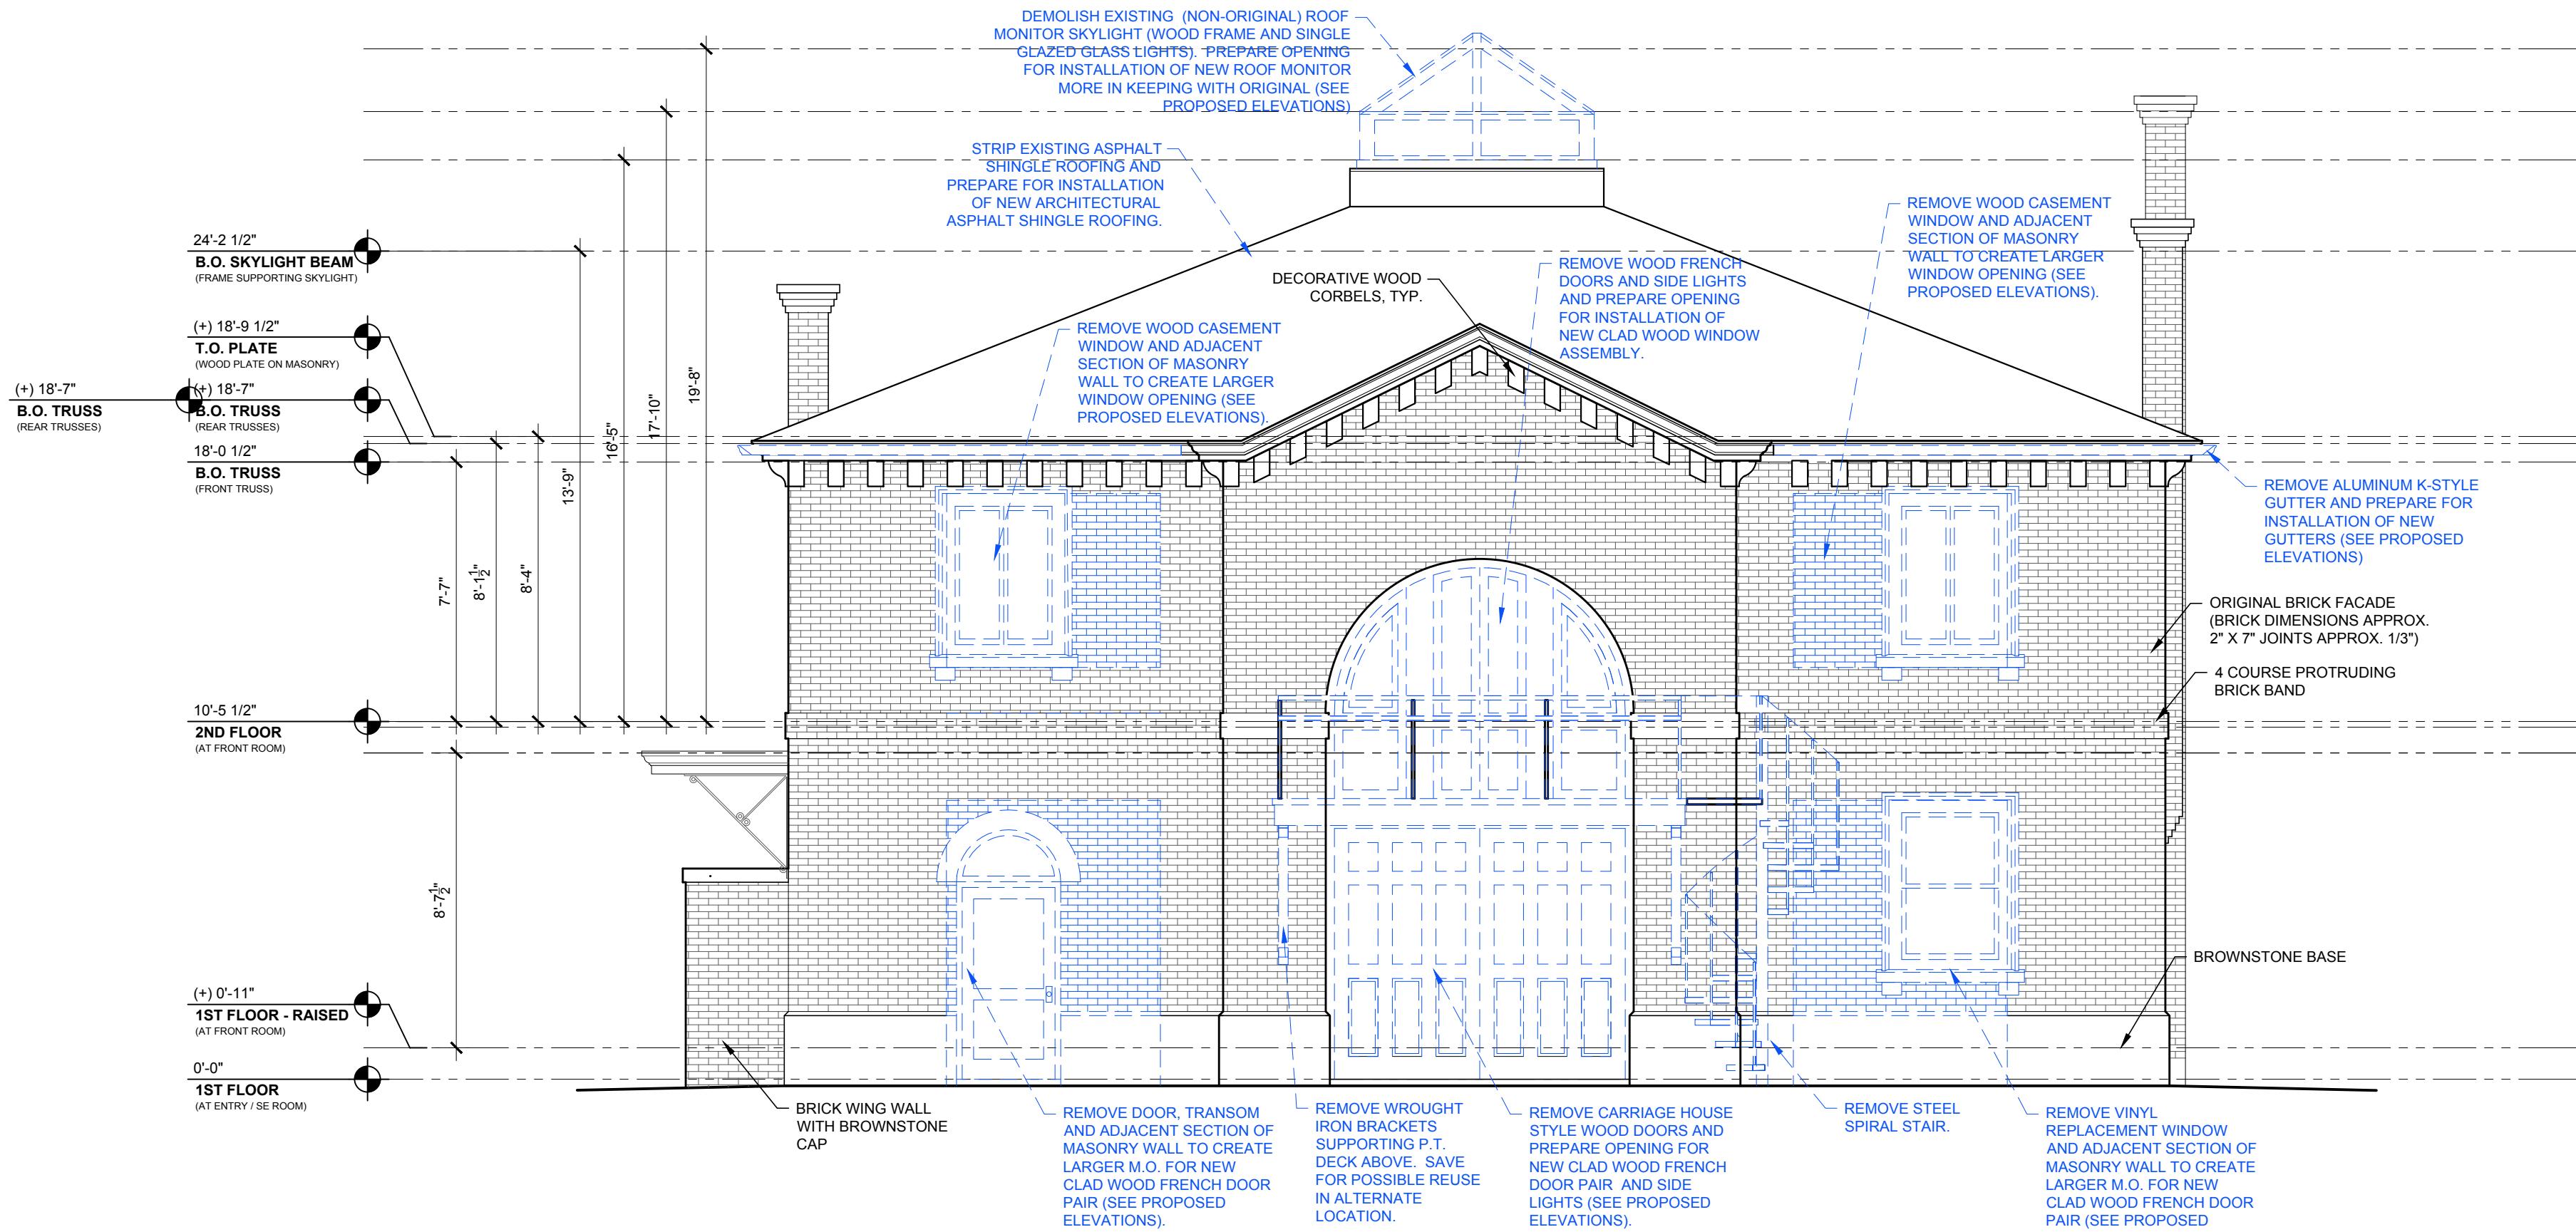 DEMOLISH EXISTING (NON-ORIGINAL) ROOF
MONITOR SKYLIGHT (WOOD FRAME AND SINGLE
GLAZED GLASS LIGHTS). PREPARE OPENING
FOR INSTALLATION OF NEW ROOF MONITOR
MORE IN KEEPING WITH ORIGINAL (SEE
PROPOSED ELEVATIONS)
STRIP EXISTING ASPHALT
SHINGLE ROOFING AND
PREPARE FOR INSTALLATION
OF NEW ARCHITECTURAL
ASPHALT SHINGLE ROOFING.
REMOVE WOOD CASEMENT
WINDOW AND ADJACENT
SECTION OF MASONRY
WALL TO CREATE LARGER
WINDOW OPENING (SEE
PROPOSED ELEVATIONS).
DECORATIVE WOOD
CORBELS, TYP.
REMOVE WOOD FRENCH
DOORS AND SIDE LIGHTS
AND PREPARE OPENING
FOR INSTALLATION OF
NEW CLAD WOOD WINDOW
ASSEMBLY.
REMOVE WOOD CASEMENT
WINDOW AND ADJACENT
SECTION OF MASONRY
WALL TO CREATE LARGER
WINDOW OPENING (SEE
PROPOSED ELEVATIONS).
24'-2 1/2"
B.O. SKYLIGHT BEAM
(FRAME SUPPORTING SKYLIGHT)
(+) 18'-9 1/2"
T.O. PLATE
(WOOD PLATE ON MASONRY)
(+) 18'-7"
B.O. TRUSS
(REAR TRUSSES)
(+) 18'-7"
B.O. TRUSS
(REAR TRUSSES)
18'-0 1/2"
B.O. TRUSS
(FRONT TRUSS)
7'-7"
8'-1 1/2"
8'-4"
13'-9"
16'-5"
17'-10"
19'-8"
REMOVE ALUMINUM K-STYLE
GUTTER AND PREPARE FOR
INSTALLATION OF NEW
GUTTERS (SEE PROPOSED
ELEVATIONS)
ORIGINAL BRICK FACADE
(BRICK DIMENSIONS APPROX.
2" X 7" JOINTS APPROX. 1/3")
4 COURSE PROTRUDING
BRICK BAND
10'-5 1/2"
2ND FLOOR
(AT FRONT ROOM)
8'-7 1/2"
BROWNSTONE BASE
(+) 0'-11"
1ST FLOOR - RAISED
(AT FRONT ROOM)
0'-0"
1ST FLOOR
(AT ENTRY / SE ROOM)
BRICK WING WALL
WITH BROWNSTONE
CAP
REMOVE DOOR, TRANSOM
AND ADJACENT SECTION OF
MASONRY WALL TO CREATE
LARGER M.O. FOR NEW
CLAD WOOD FRENCH DOOR
PAIR (SEE PROPOSED
ELEVATIONS).
REMOVE WROUGHT
IRON BRACKETS
SUPPORTING P.T.
DECK ABOVE. SAVE
FOR POSSIBLE REUSE
IN ALTERNATE
LOCATION.
REMOVE CARRIAGE HOUSE
STYLE WOOD DOORS AND
PREPARE OPENING FOR
NEW CLAD WOOD FRENCH
DOOR PAIR AND SIDE
LIGHTS (SEE PROPOSED
ELEVATIONS).
REMOVE STEEL
SPIRAL STAIR.
REMOVE VINYL
REPLACEMENT WINDOW
AND ADJACENT SECTION OF
MASONRY WALL TO CREATE
LARGER M.O. FOR NEW
CLAD WOOD FRENCH DOOR
PAIR (SEE PROPOSED